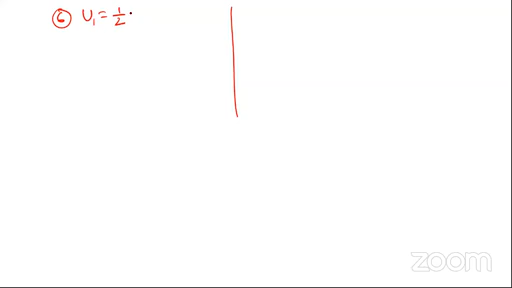 ⑥ U₁ = 1/2
zoom